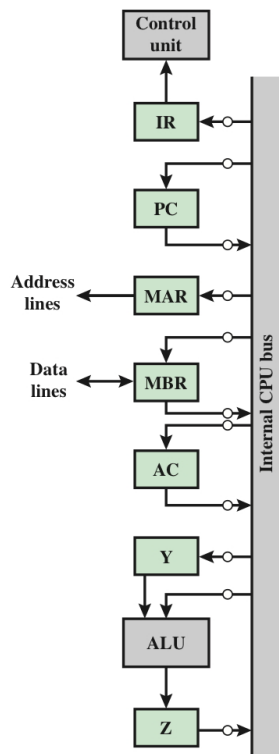 Control
unit
IR
PC
Address
lines
MAR
Data
lines
MBR
AC
Internal CPU bus
Y
ALU
Z